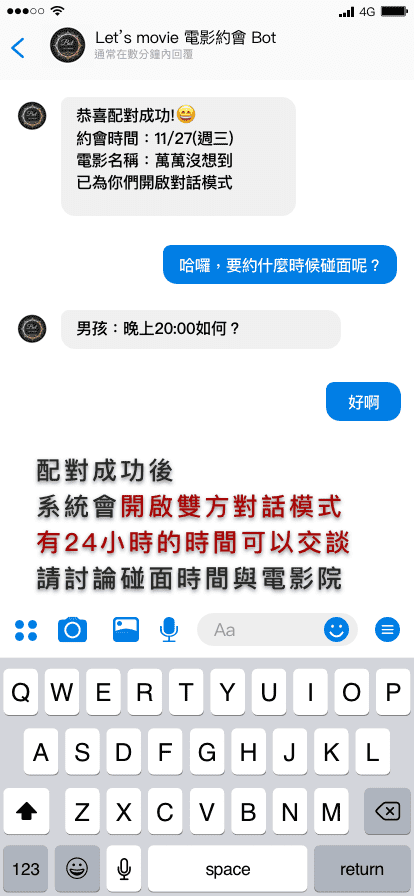 4G
Let's movie 電影約會 Bot
通常在數分鐘內回覆
Bot
恭喜配對成功!😄
約會時間：11/27(週三)
電影名稱：萬萬沒想到
已為你們開啟對話模式
哈囉，要約什麼時候碰面呢？
Bot
男孩：晚上20:00如何？
好啊
配對成功後
系統會開啟雙方對話模式
有24小時的時間可以交談
請討論碰面時間與電影院
Aa
Q W E R T Y U I O P
A S D F G H J K L
Z X C V B N M
123 space return